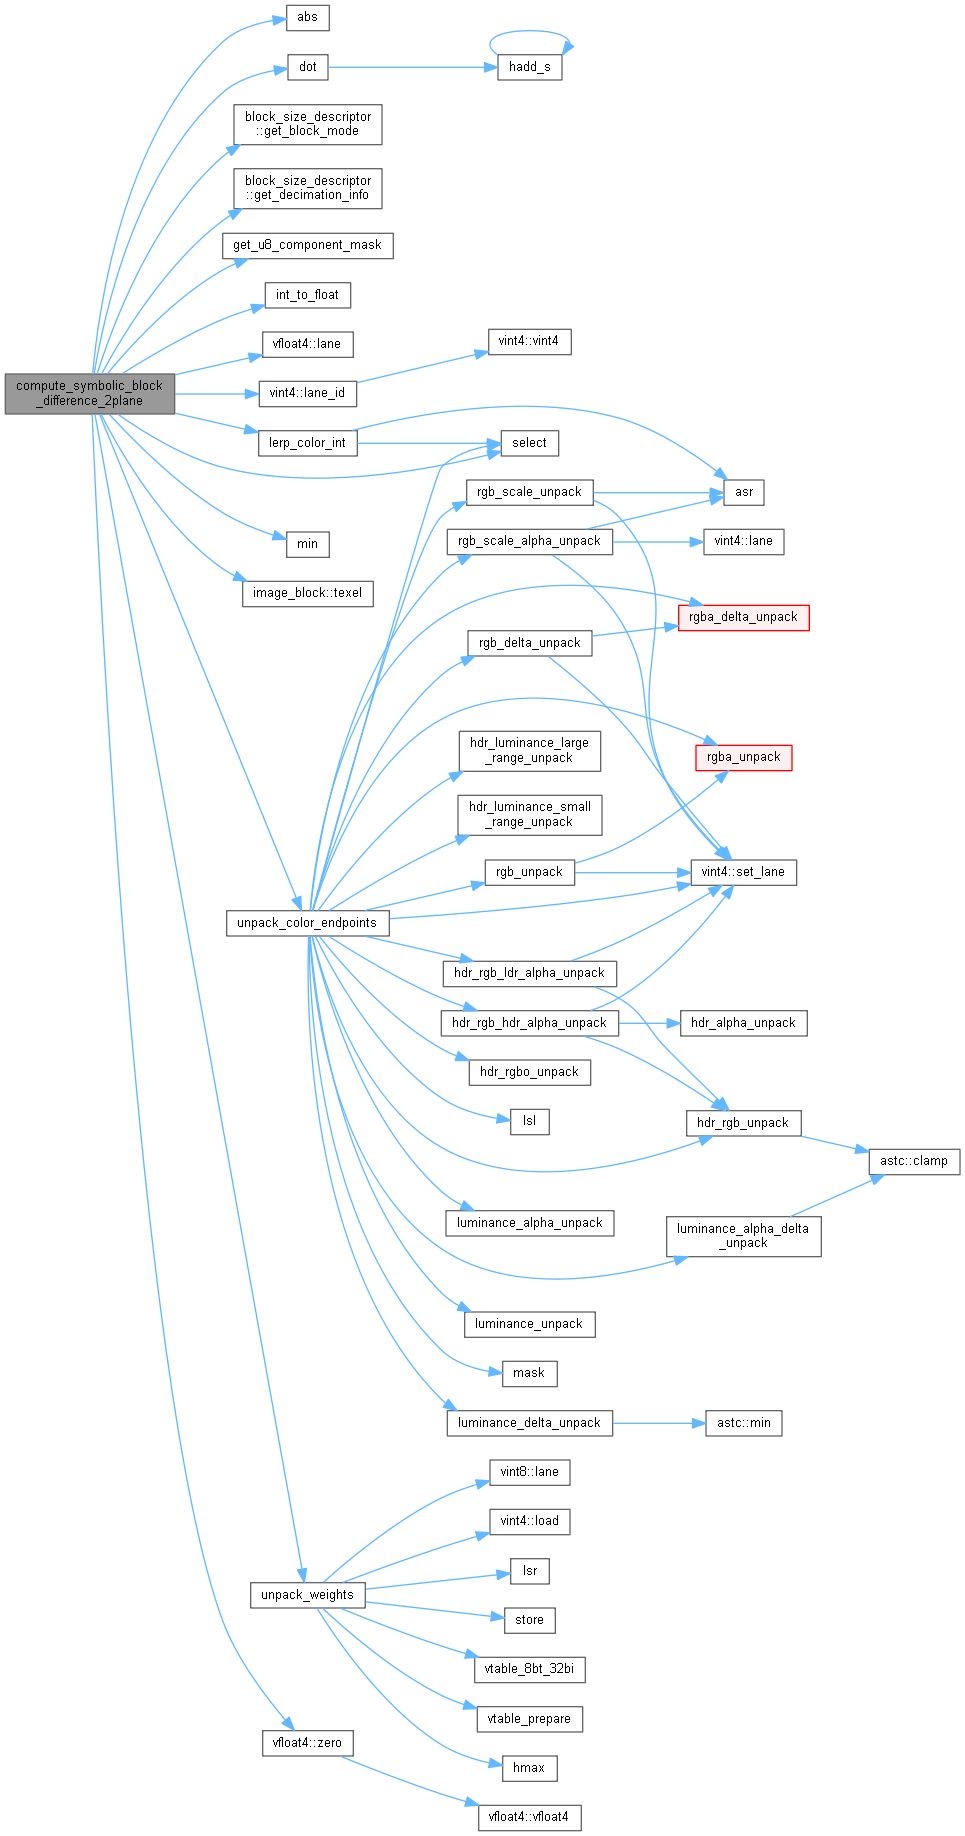 abs
dot
hadd_s
block_size_descriptor
::get_block_mode
block_size_descriptor
::get_decimation_info
get_u8_component_mask
int_to_float
vfloat4::lane
vint4::vint4
compute_symbolic_block
_difference_2plane
vint4::lane_id
lerp_color_int
select
rgb_scale_unpack
asr
min
rgb_scale_alpha_unpack
vint4::lane
image_block::texel
rgba_delta_unpack
rgb_delta_unpack
hdr_luminance_large
_range_unpack
rgba_unpack
hdr_luminance_small
_range_unpack
rgb_unpack
vint4::set_lane
unpack_color_endpoints
hdr_rgb_ldr_alpha_unpack
hdr_rgb_hdr_alpha_unpack
hdr_alpha_unpack
hdr_rgbo_unpack
lsl
hdr_rgb_unpack
astc::clamp
luminance_alpha_unpack
luminance_alpha_delta
_unpack
luminance_unpack
mask
luminance_delta_unpack
astc::min
vint8::lane
vint4::load
lsr
unpack_weights
store
vtable_8bt_32bi
vtable_prepare
vfloat4::zero
hmax
vfloat4::vfloat4